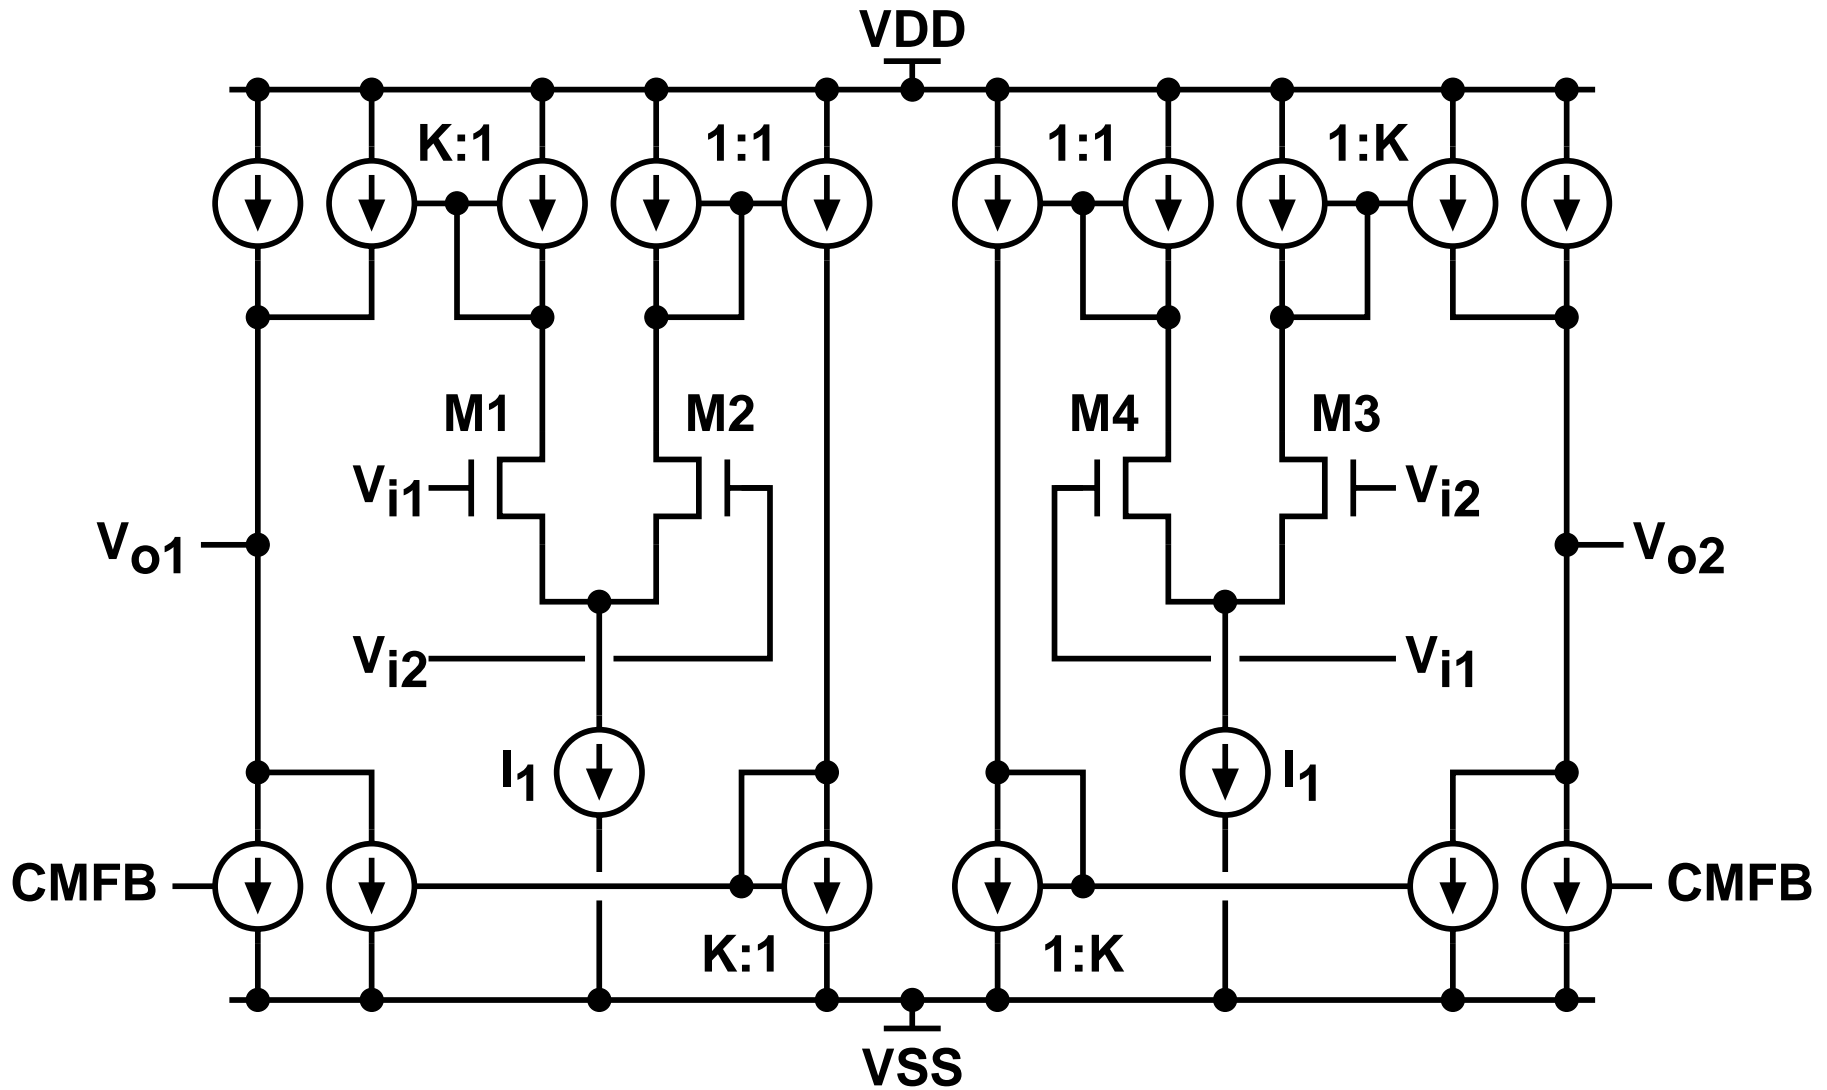 VDD
K:1 1:1 1:1 1:K
M1 M2 M4 M3
Vi1 Vi2
Vo1 Vo2
Vi2 Vi1
I1 I1
CMFB CMFB
K:1 1:K
VSS